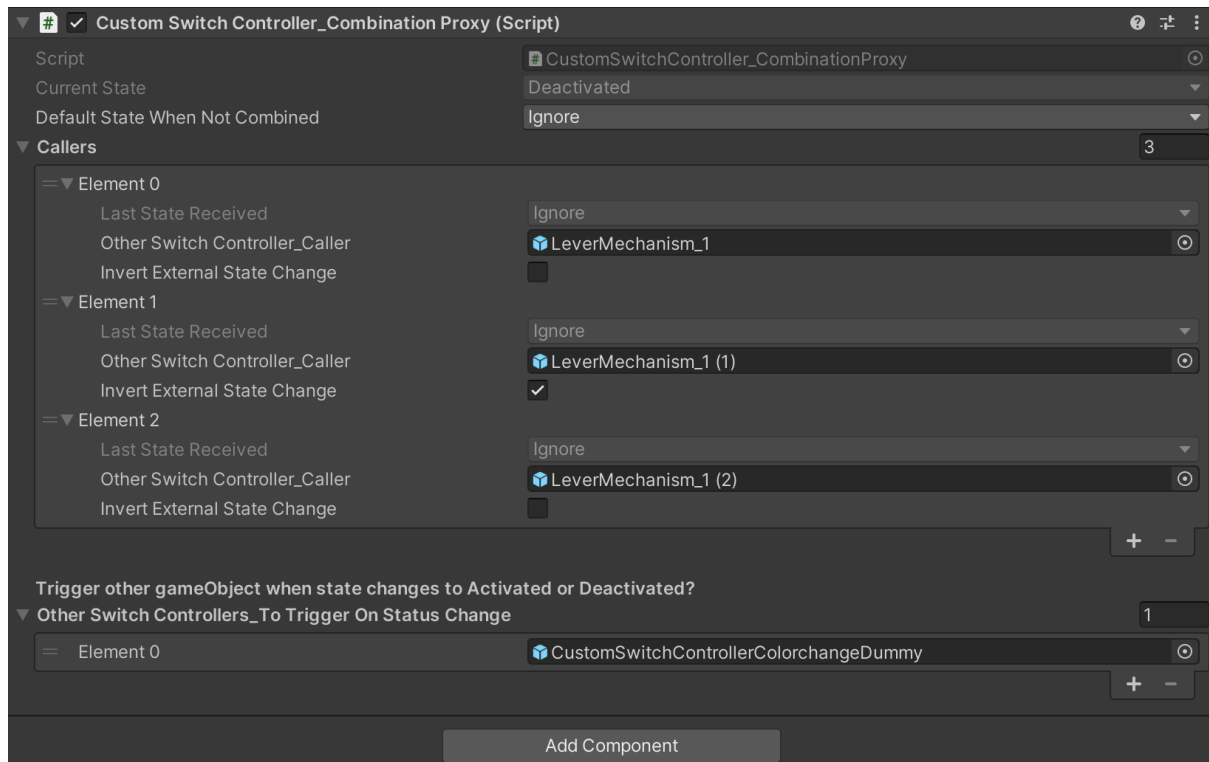 Custom Switch Controller_Combination Proxy (Script)
Script # CustomSwitchController_CombinationProxy
Current State Deactivated
Default State When Not Combined Ignore
Callers 3
Element 0
Last State Received Ignore
Other Switch Controller_Caller LeverMechanism_1
Invert External State Change
Element 1
Last State Received Ignore
Other Switch Controller_Caller LeverMechanism_1 (1)
Invert External State Change
Element 2
Last State Received Ignore
Other Switch Controller_Caller LeverMechanism_1 (2)
Invert External State Change
Trigger other gameObject when state changes to Activated or Deactivated?
Other Switch Controllers_To Trigger On Status Change 1
Element 0 CustomSwitchControllerColorchangeDummy
Add Component